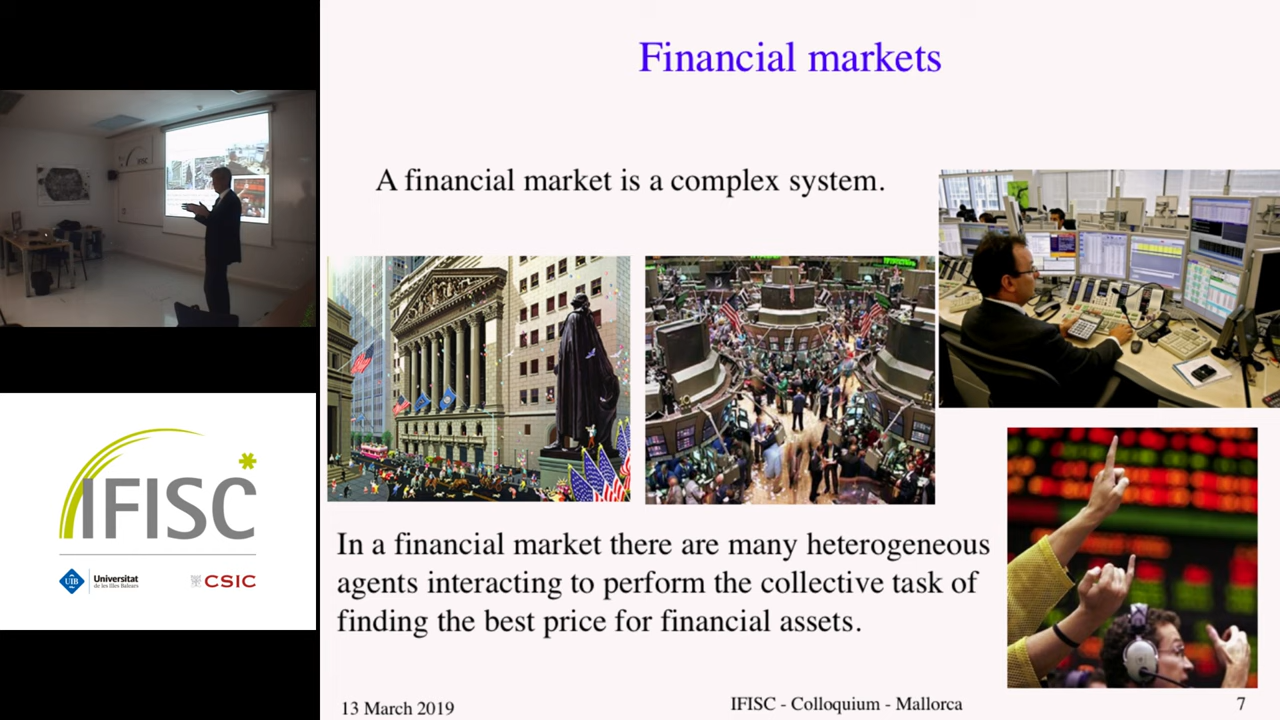 Financial markets
A financial market is a complex system.
In a financial market there are many heterogeneous
agents interacting to perform the collective task of
finding the best price for financial assets.
13 March 2019
IFISC - Colloquium - Mallorca
7
IFISC
UIB
Universitat
de les Illes Balears
CSIC